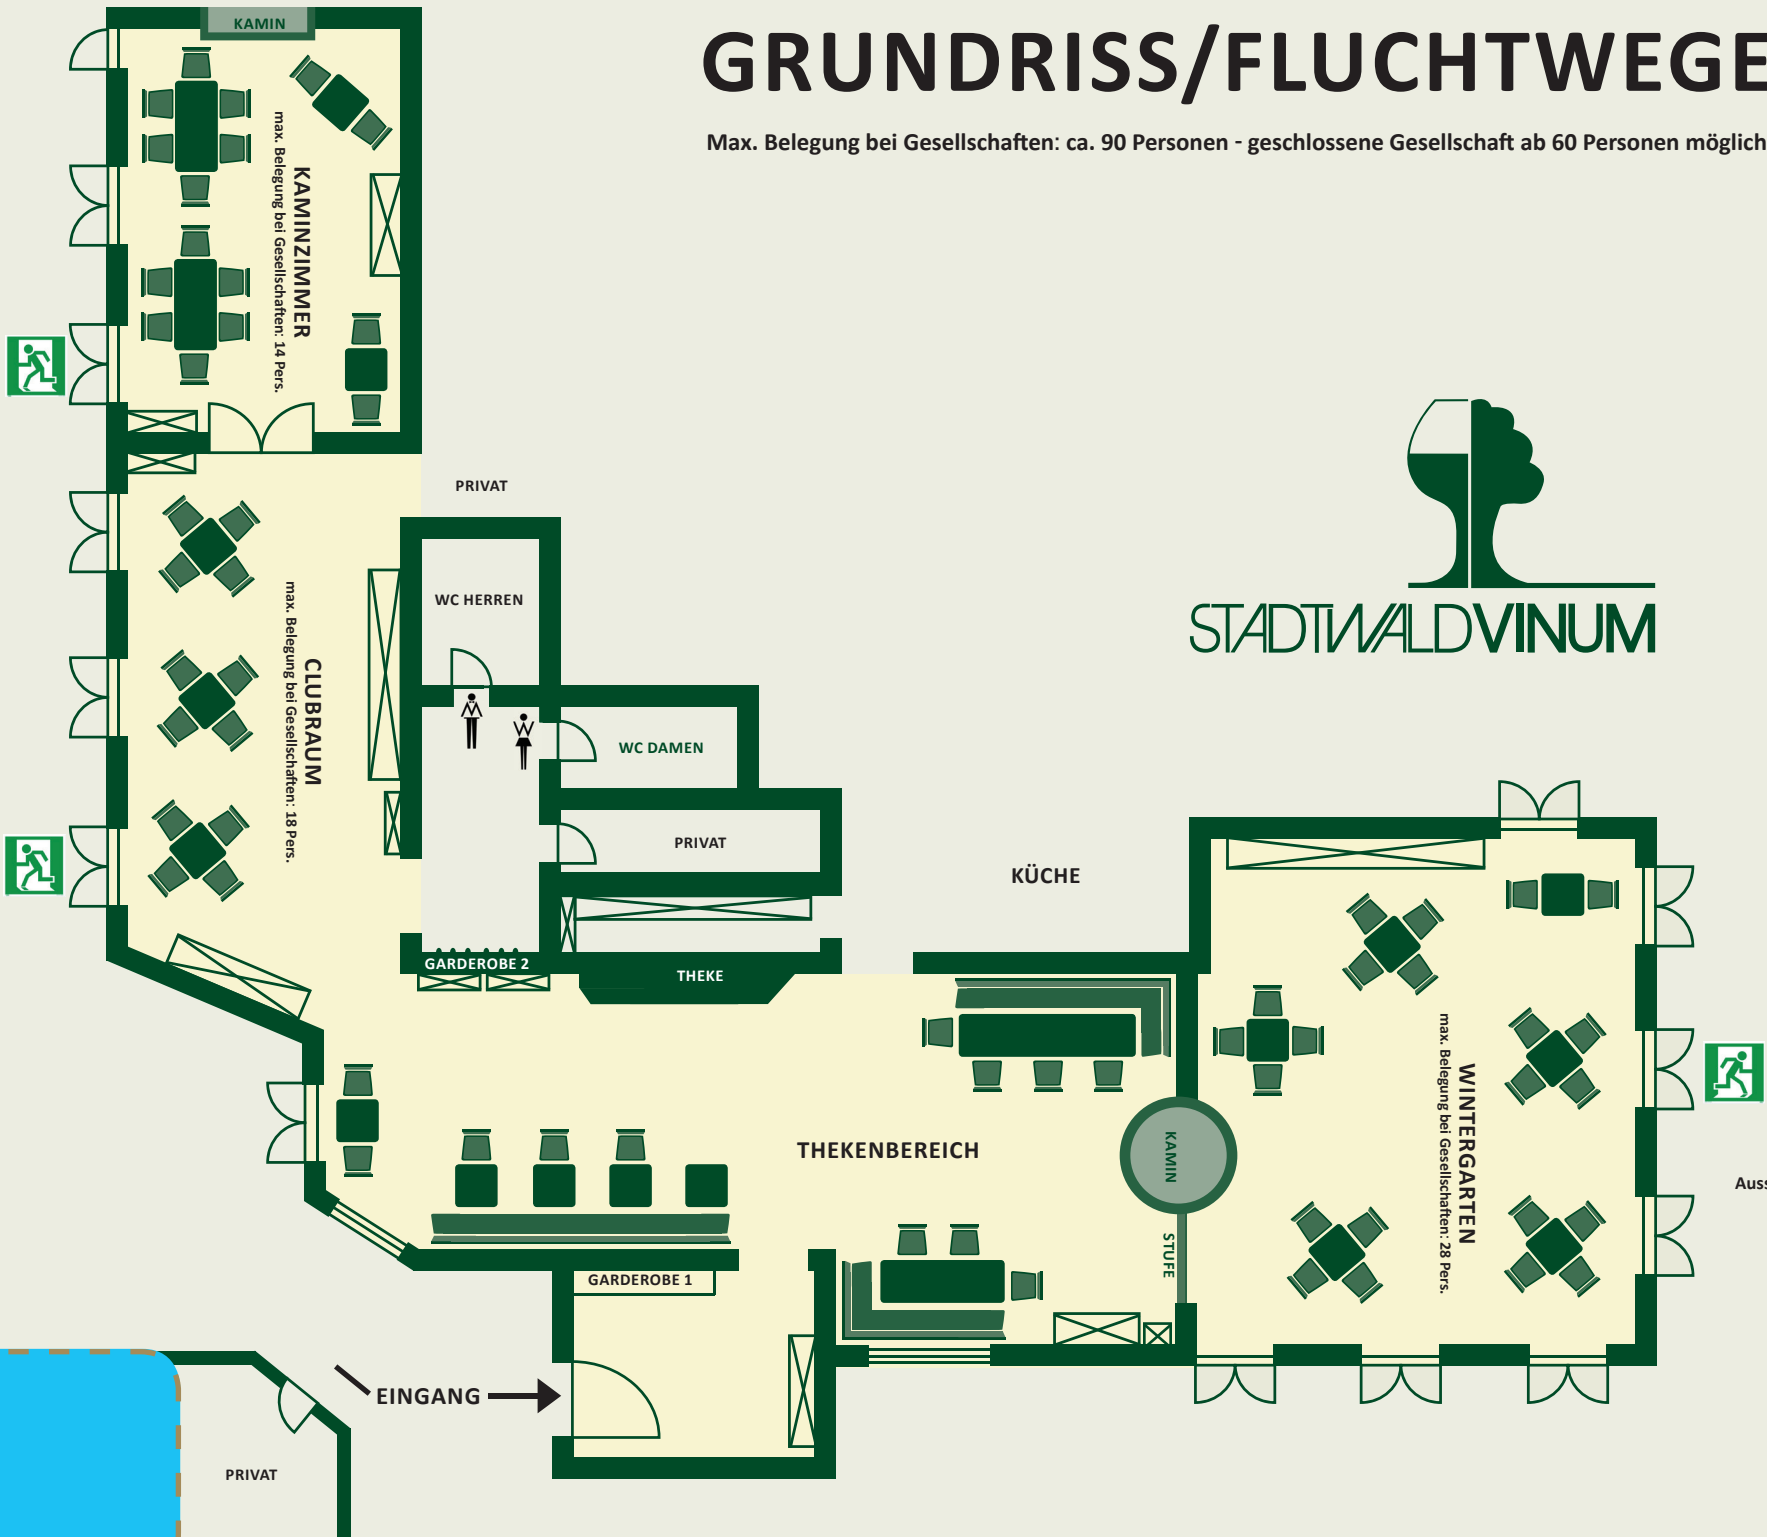 GRUNDRISS/FLUCHTWEGE
Max. Belegung bei Gesellschaften: ca. 90 Personen - geschlossene Gesellschaft ab 60 Personen möglich
KAMIN
KAMINZIMMER
max. Belegung bei Gesellschaften: 14 Pers.
PRIVAT
WC HERREN
STADTWALDVINUM
CLUBRAUM
max. Belegung bei Gesellschaften: 18 Pers.
WC DAMEN
PRIVAT
KÜCHE
GARDEROBE 2
THEKE
THEKENBEREICH
KAMIN
WINTERGARTEN
max. Belegung bei Gesellschaften: 28 Pers.
Auss
STUFE
GARDEROBE 1
EINGANG
PRIVAT